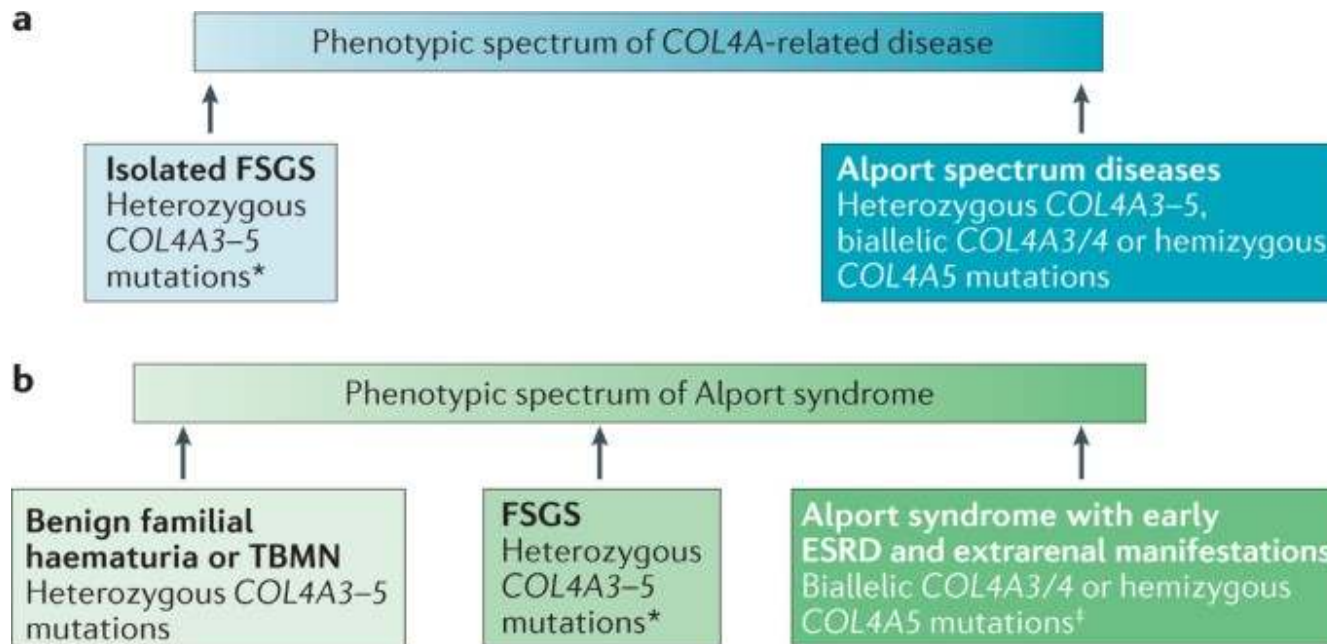 a
Phenotypic spectrum of COL4A-related disease
Isolated FSGS
Heterozygous
COL4A3–5
mutations*
Alport spectrum diseases
Heterozygous COL4A3–5,
biallelic COL4A3/4 or hemizygous
COL4A5 mutations
b
Phenotypic spectrum of Alport syndrome
Benign familial
haematuria or TBMN
Heterozygous COL4A3–5
mutations
FSGS
Heterozygous
COL4A3–5
mutations*
Alport syndrome with early
ESRD and extrarenal manifestations
Biallelic COL4A3/4 or hemizygous
COL4A5 mutations‡